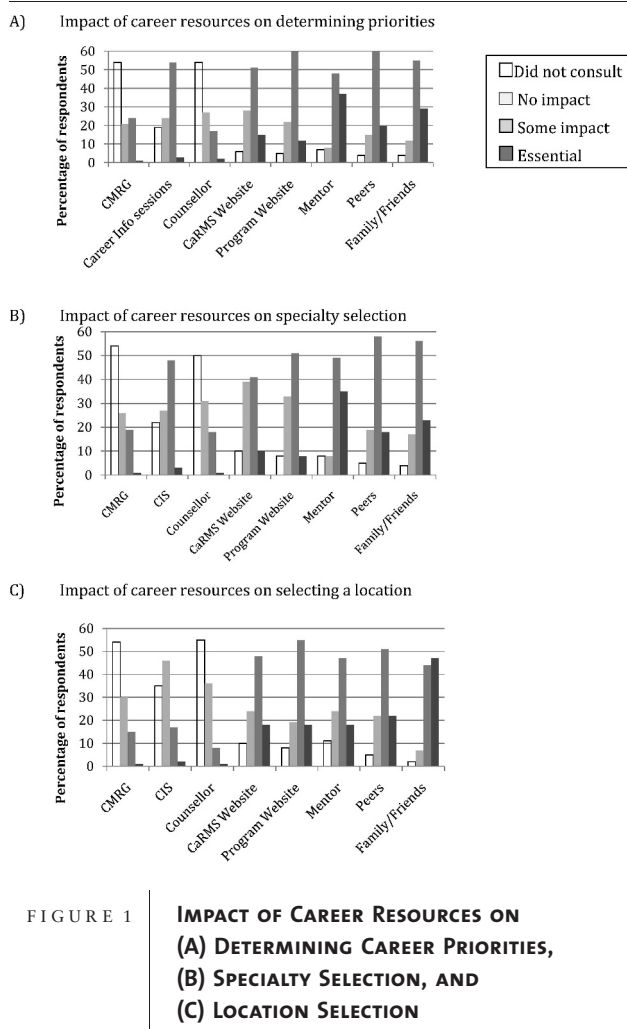 A) Impact of career resources on determining priorities
60
50
40
30
20
10
0
Percentage of respondents
CMRG
Career Info sessions
Counsellor
CaRMS Website
Program Website
Mentor
Peers
Family/Friends
Did not consult
No impact
Some impact
Essential
B) Impact of career resources on specialty selection
60
50
40
30
20
10
0
Percentage of respondents
CMRG
CIS
Counsellor
CaRMS Website
Program Website
Mentor
Peers
Family/Friends
C) Impact of career resources on selecting a location
60
50
40
30
20
10
0
Percentage of respondents
CMRG
CIS
Counsellor
CaRMS Website
Program Website
Mentor
Peers
Family/Friends
FIGURE 1
Impact of Career Resources on
(A) Determining Career Priorities,
(B) Specialty Selection, and
(C) Location Selection